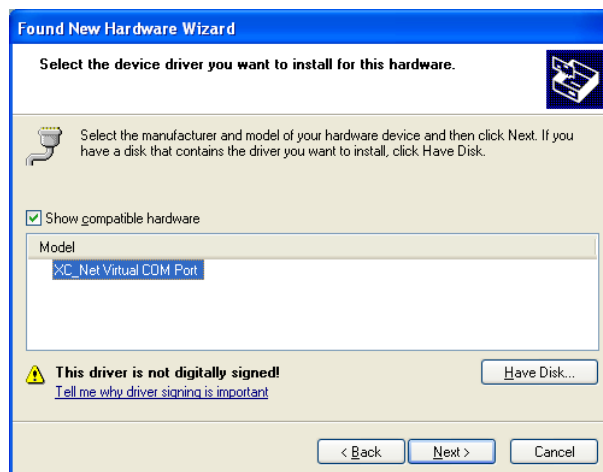 Found New Hardware Wizard
Select the device driver you want to install for this hardware.
Select the manufacturer and model of your hardware device and then click Next. If you
have a disk that contains the driver you want to install, click Have Disk.
Show compatible hardware
Model
XC_Net Virtual COM Port
This driver is not digitally signed!
Tell me why driver signing is important
Have Disk...
< Back
Next >
Cancel